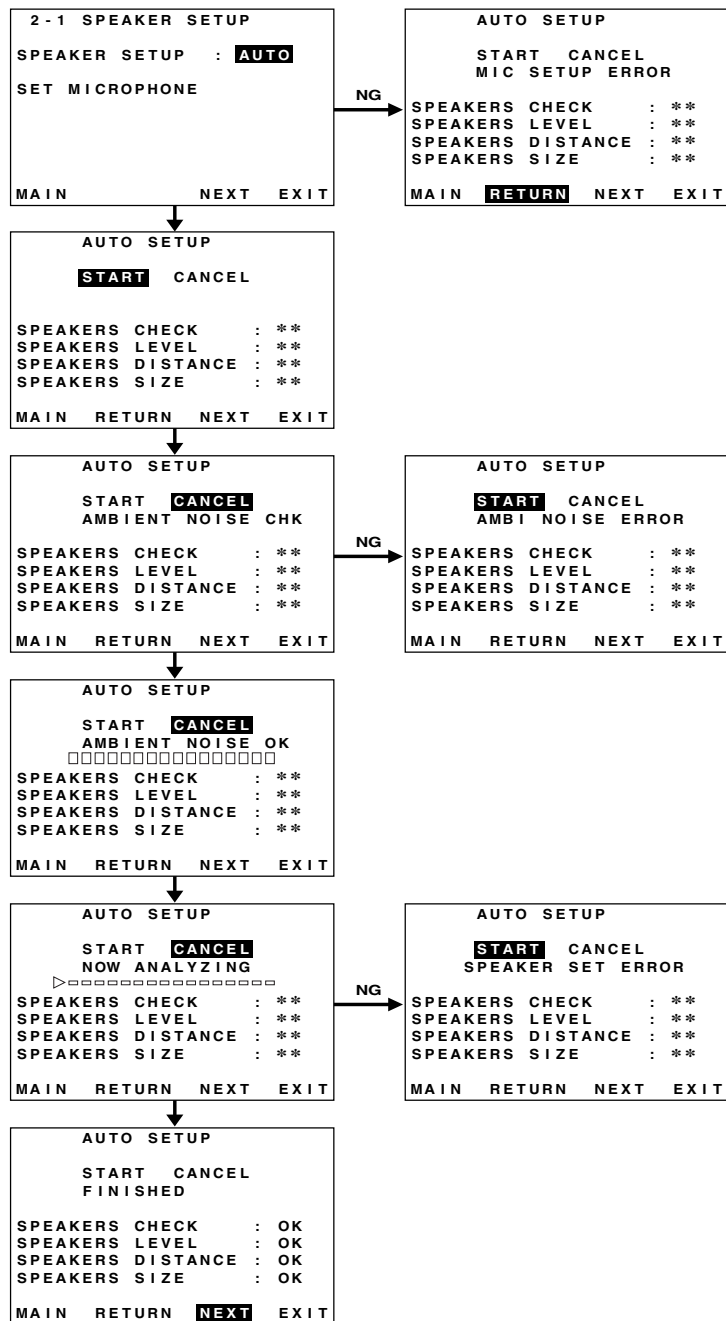 2-1 SPEAKER SETUP
SPEAKER SETUP : AUTO
SET MICROPHONE
MAIN NEXT EXIT
NG
AUTO SETUP
START CANCEL
MIC SETUP ERROR
SPEAKERS CHECK : **
SPEAKERS LEVEL : **
SPEAKERS DISTANCE : **
SPEAKERS SIZE : **
MAIN RETURN NEXT EXIT
AUTO SETUP
START CANCEL
SPEAKERS CHECK : **
SPEAKERS LEVEL : **
SPEAKERS DISTANCE : **
SPEAKERS SIZE : **
MAIN RETURN NEXT EXIT
AUTO SETUP
START CANCEL
AMBIENT NOISE CHK
SPEAKERS CHECK : **
SPEAKERS LEVEL : **
SPEAKERS DISTANCE : **
SPEAKERS SIZE : **
MAIN RETURN NEXT EXIT
NG
AUTO SETUP
START CANCEL
AMBI NOISE ERROR
SPEAKERS CHECK : **
SPEAKERS LEVEL : **
SPEAKERS DISTANCE : **
SPEAKERS SIZE : **
MAIN RETURN NEXT EXIT
AUTO SETUP
START CANCEL
AMBIENT NOISE OK
SPEAKERS CHECK : **
SPEAKERS LEVEL : **
SPEAKERS DISTANCE : **
SPEAKERS SIZE : **
MAIN RETURN NEXT EXIT
AUTO SETUP
START CANCEL
NOW ANALYZING
SPEAKERS CHECK : **
SPEAKERS LEVEL : **
SPEAKERS DISTANCE : **
SPEAKERS SIZE : **
MAIN RETURN NEXT EXIT
NG
AUTO SETUP
START CANCEL
SPEAKER SET ERROR
SPEAKERS CHECK : **
SPEAKERS LEVEL : **
SPEAKERS DISTANCE : **
SPEAKERS SIZE : **
MAIN RETURN NEXT EXIT
AUTO SETUP
START CANCEL
FINISHED
SPEAKERS CHECK : OK
SPEAKERS LEVEL : OK
SPEAKERS DISTANCE : OK
SPEAKERS SIZE : OK
MAIN RETURN NEXT EXIT